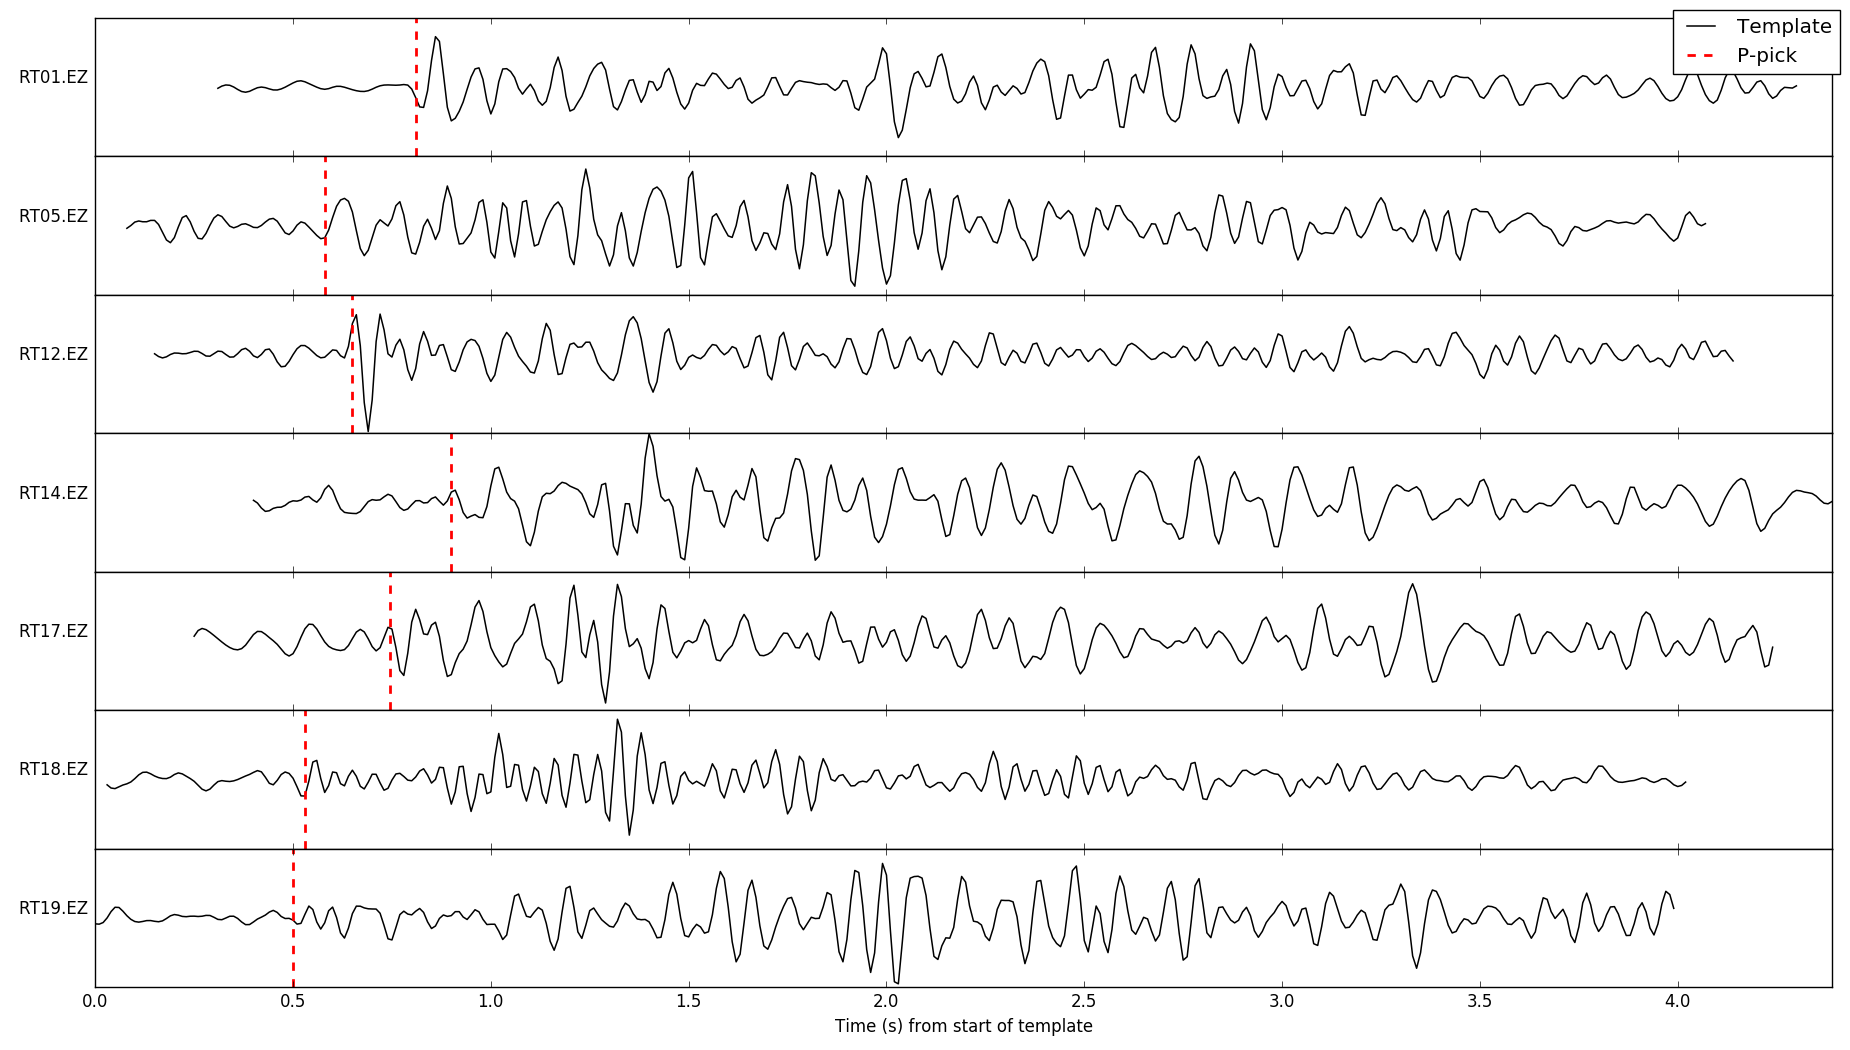 Template
P-pick
RT01.EZ
RT05.EZ
RT12.EZ
RT14.EZ
RT17.EZ
RT18.EZ
RT19.EZ
0.0 0.5 1.0 1.5 2.0 2.5 3.0 3.5 4.0
Time (s) from start of template